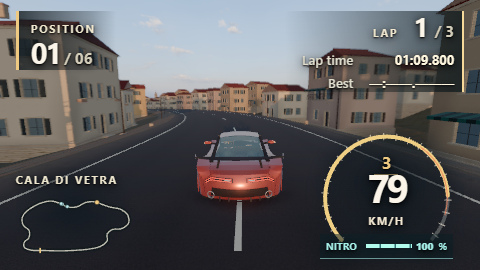 POSITION
01 / 06
LAP 1 / 3
Lap time 01:09.800
Best --:--.---
CALA DI VETRA
3
79
KM/H
NITRO 100 %